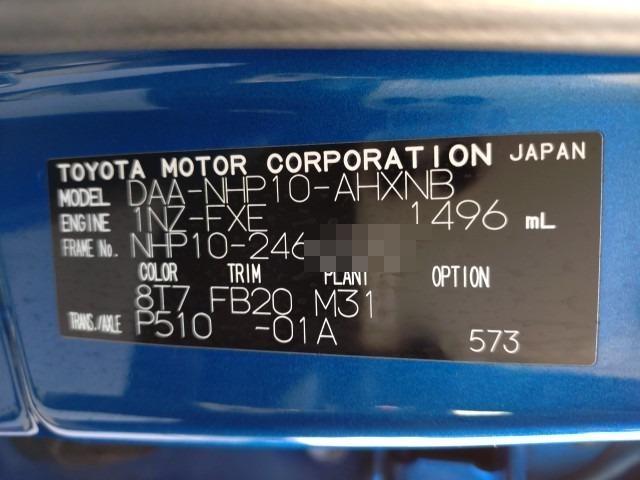 TOYOTA MOTOR CORPORATION JAPAN
MODEL DAA-NHP10-AHXNB
ENGINE 1NZ-FXE 1496 mL
FRAME No. NHP10-246
COLOR TRIM PLANT OPTION
8T7 FB20 M31
TRANS./AXLE P510 -01A 573